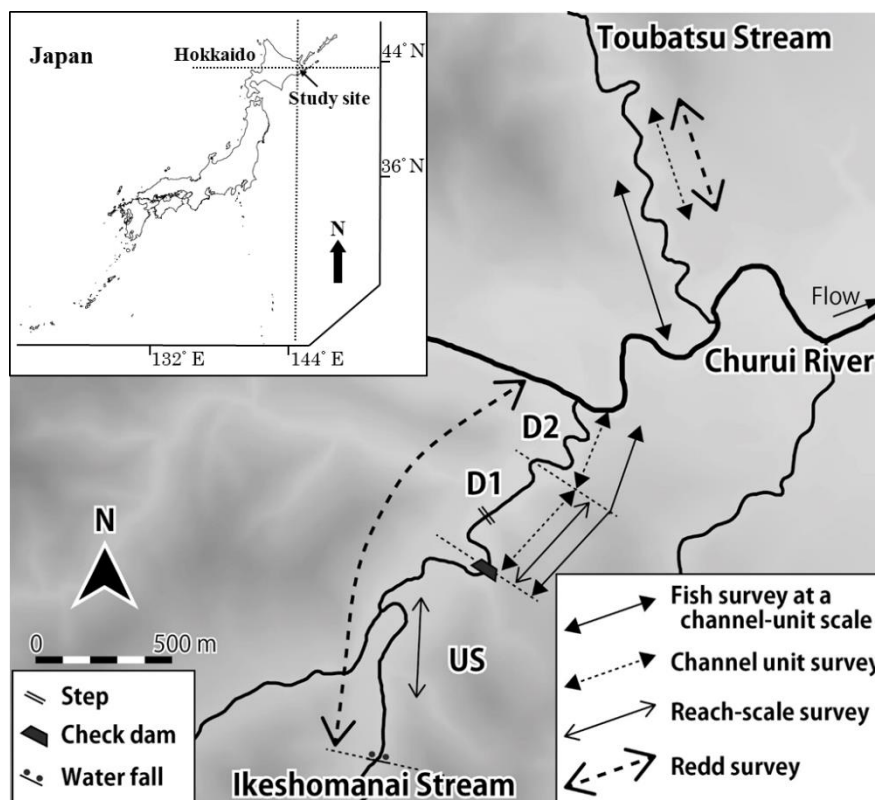 Japan
Hokkaido
44° N
Study site
36° N
N
132° E
144° E
Toubatsu Stream
Flow
Churui River
D2
D1
N
0 500 m
US
Step
Check dam
Water fall
Ikeshomanai Stream
Fish survey at a
channel-unit scale
Channel unit survey
Reach-scale survey
Redd survey